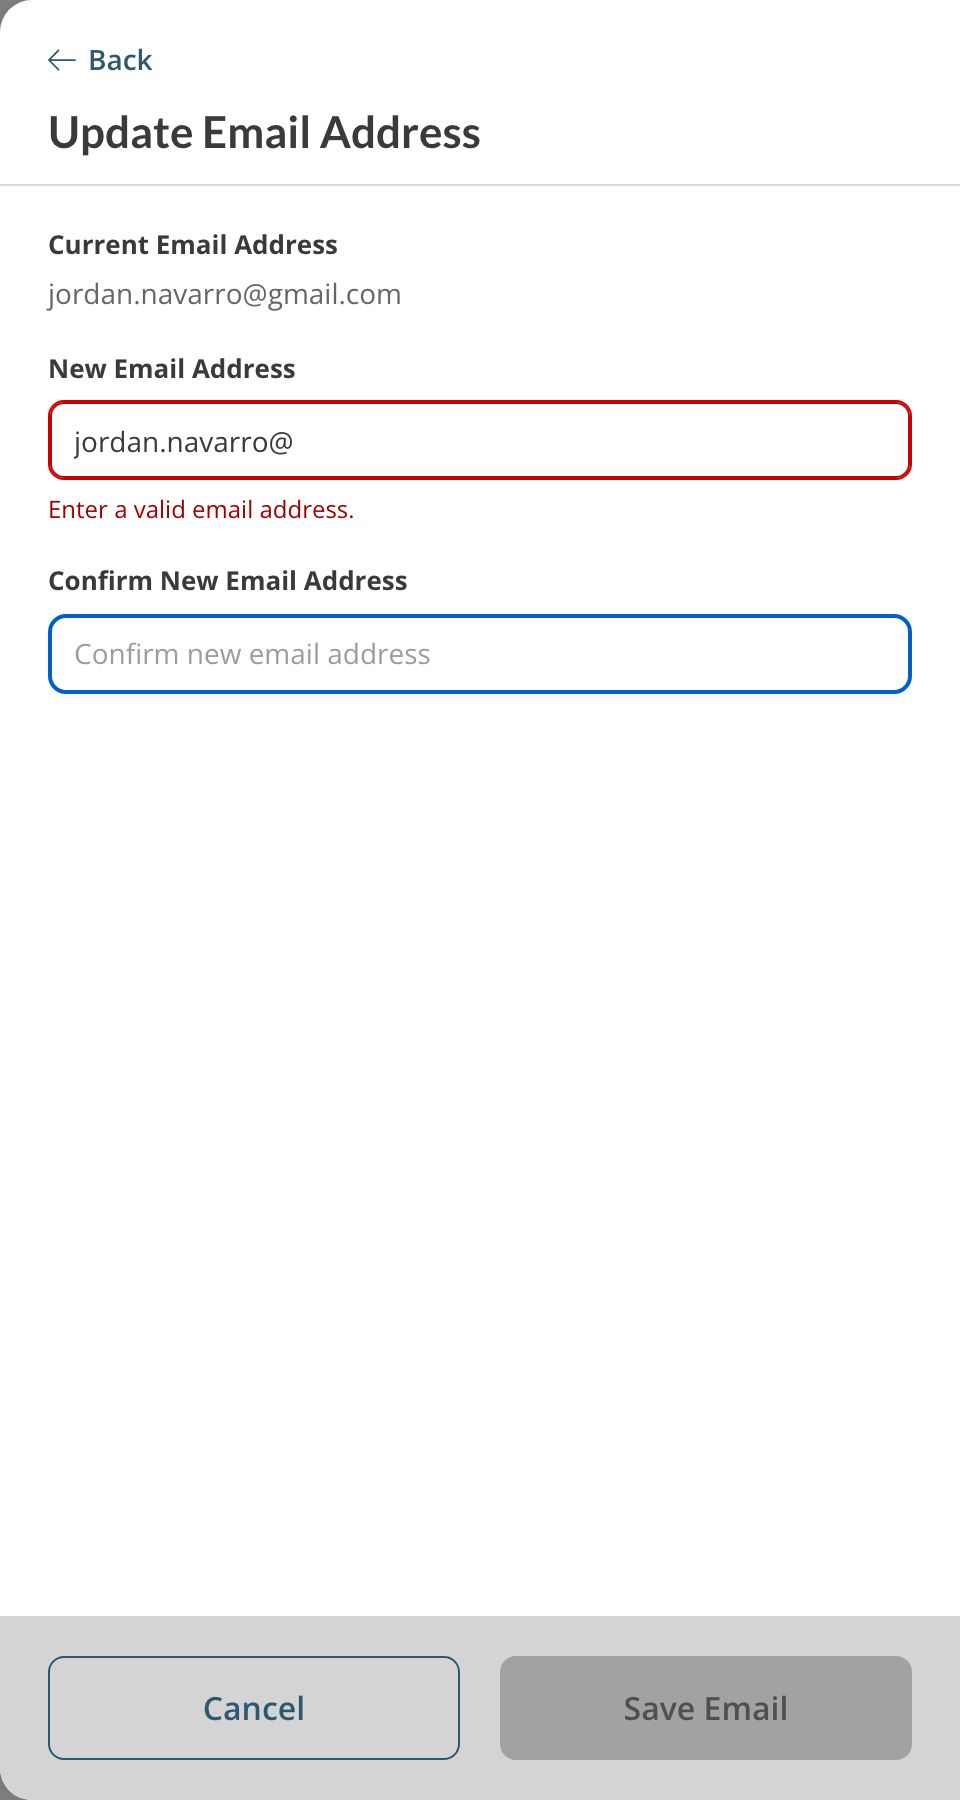 Back
Update Email Address
Current Email Address
jordan.navarro@gmail.com
New Email Address
jordan.navarro@
Enter a valid email address.
Confirm New Email Address
Confirm new email address
Cancel
Save Email